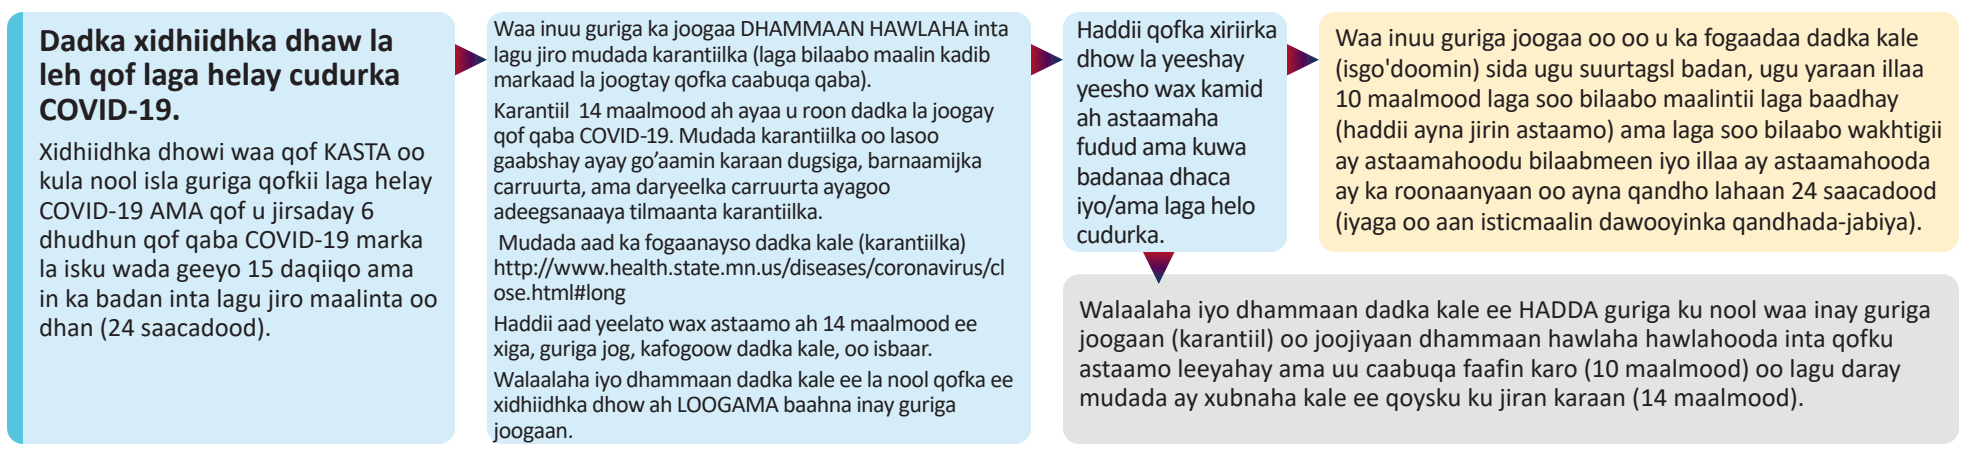 Dadka xidhiidhka dhaw la
leh qof laga helay cudurka
COVID-19.
Xidhiidhka dhowi waa qof KASTA oo
kula nool isla guriga qofkii laga helay
COVID-19 AMA qof u jirsaday 6
dhudhun qof qaba COVID-19 marka
la isku wada geeyo 15 daqiiqo ama
in ka badan inta lagu jiro maalinta oo
dhan (24 saacadood).
Waa inuu guriga ka joogaa DHAMMAAN HAWLAHA inta
lagu jiro mudada karantiilka (laga bilaabo maalin kadib
markaad la joogtay qofka caabuqa qaba).
Karantiil 14 maalmood ah ayaa u roon dadka la joogay
qof qaba COVID-19. Mudada karantiilka oo lasoo
gaabshay ayay go’aamin karaan dugsiga, barnaamijka
carruurta, ama daryeelka carruurta ayagoo
adeegsanaaya tilmaanta karantiilka.
Mudada aad ka fogaanayso dadka kale (karantiilka)
http://www.health.state.mn.us/diseases/coronavirus/cl
ose.html#long
Haddii aad yeelato wax astaamo ah 14 maalmood ee
xiga, guriga jog, kafogoow dadka kale, oo isbaar.
Walaalaha iyo dhammaan dadka kale ee la nool qofka ee
xidhiidhka dhow ah LOOGAMA baahna inay guriga
joogaan.
Haddii qofka xiriirka
dhow la yeeshay
yeesho wax kamid
ah astaamaha
fudud ama kuwa
badanaa dhaca
iyo/ama laga helo
cudurka.
Waa inuu guriga joogaa oo oo u ka fogaadaa dadka kale
(isgo'doomin) sida ugu suurtagsl badan, ugu yaraan illaa
10 maalmood laga soo bilaabo maalintii laga baadhay
(haddii ayna jirin astaamo) ama laga soo bilaabo wakhtigii
ay astaamahoodu bilaabmeen iyo illaa ay astaamahooda
ay ka roonaanyaan oo ayna qandho lahaan 24 saacadood
(iyaga oo aan isticmaalin dawooyinka qandhada-jabiya).
Walaalaha iyo dhammaan dadka kale ee HADDA guriga ku nool waa inay guriga
joogaan (karantiil) oo joojiyaan dhammaan hawlaha hawlahooda inta qofku
astaamo leeyahay ama uu caabuqa faafin karo (10 maalmood) oo lagu daray
mudada ay xubnaha kale ee qoysku ku jiran karaan (14 maalmood).